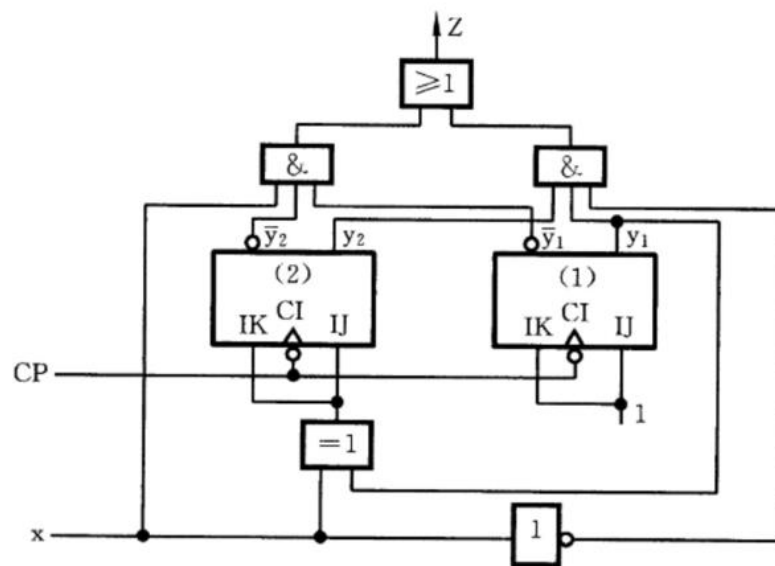 Z
≥1
& &
ȳ₂ y₂ ȳ₁ y₁
(2) (1)
IK CI IJ IK CI IJ
CP
1
=1
x 1